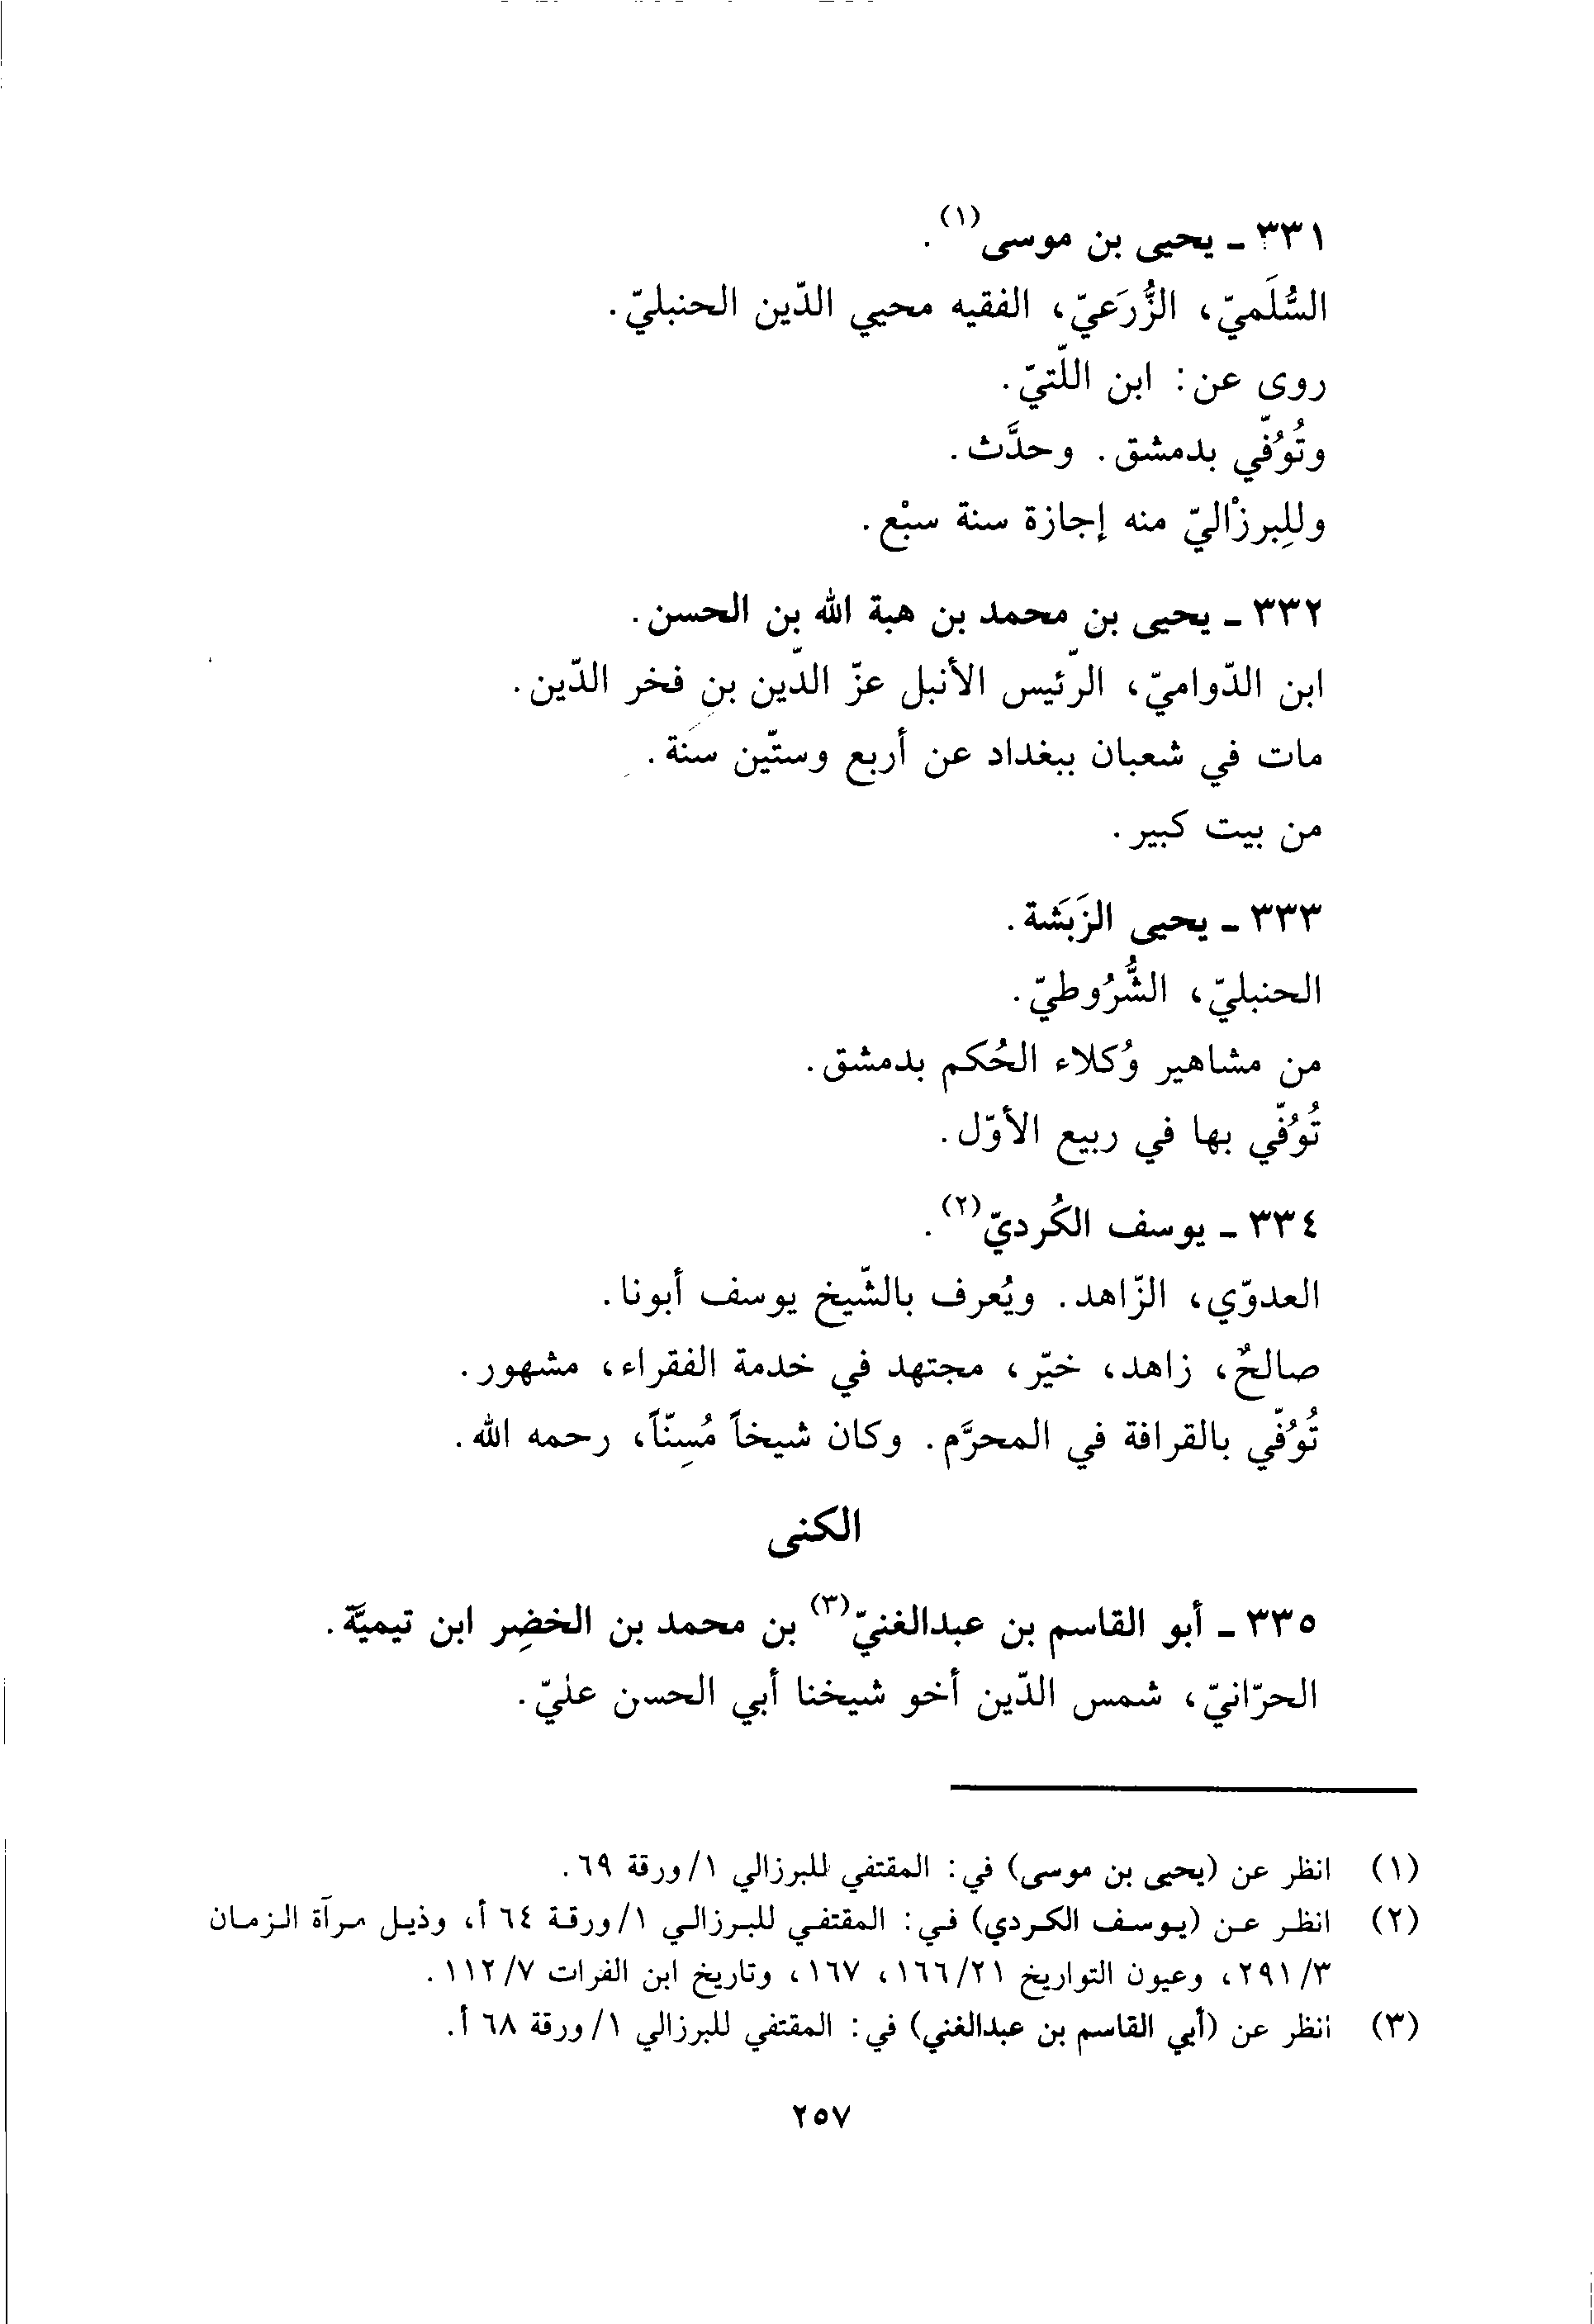 ٣٣١ ـ يحيى بن موسى(١).
السُّلَميّ، الزُّرَعيّ، الفقيه محيي الدّين الحنبليّ.
روى عن: ابن اللّتيّ.
وتُوُفّي بدمشق. وحدَّث.
وللِبرزْاليّ منه إجازة سنة سبْع.
٣٣٢ ـ يحيى بن محمد بن هبة الله بن الحسن.
ابن الدّواميّ، الرّئيس الأنبل عزّ الدّين بن فخر الدّين.
مات في شعبان ببغداد عن أربع وستّين سنة.
من بيت كبير.
٣٣٣ ـ يحيى الزَبَشة.
الحنبليّ، الشُّرُوطيّ.
من مشاهير وُكلاء الحُكم بدمشق.
تُوُفّي بها في ربيع الأوّل.
٣٣٤ ـ يوسف الكُرديّ(٢).
العدوّي، الزّاهد. ويُعرف بالشّيخ يوسف أبونا.
صالحٌ، زاهد، خيّر، مجتهد في خدمة الفقراء، مشهور.
تُوُفّي بالقرافة في المحرَّم. وكان شيخاً مُسِنّاً، رحمه الله.
الكنى
٣٣٥ ـ أبو القاسم بن عبدالغنيّ(٣) بن محمد بن الخضِر ابن تيميَّة.
الحرّانيّ، شمس الدّين أخو شيخنا أبي الحسن عليّ.
(١) انظر عن (يحيى بن موسى) في: المقتفي للبرزالي ١/ورقة ٦٩.
(٢) انظر عن (يوسف الكردي) في: المقتفي للبرزالي ١/ورقة ٦٤ أ، وذيل مرآة الزمان
٣/٢٩١، وعيون التواريخ ٢١/١٦٦، ١٦٧، وتاريخ ابن الفرات ٧/١١٢.
(٣) انظر عن (أبي القاسم بن عبدالغني) في: المقتفي للبرزالي ١/ورقة ٦٨ أ.
٢٥٧